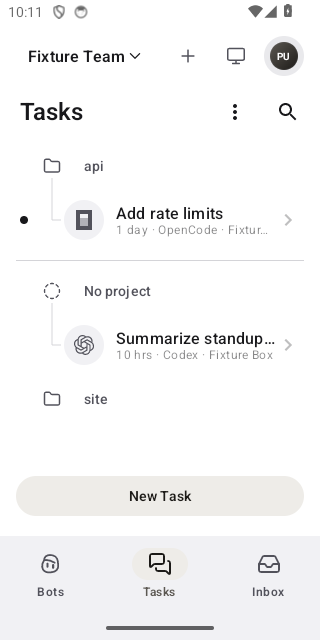 10:11
Fixture Team
PU
Tasks
api
Add rate limits
1 day · OpenCode · Fixtur...
No project
Summarize standup...
10 hrs · Codex · Fixture Box
site
New Task
Bots
Tasks
Inbox